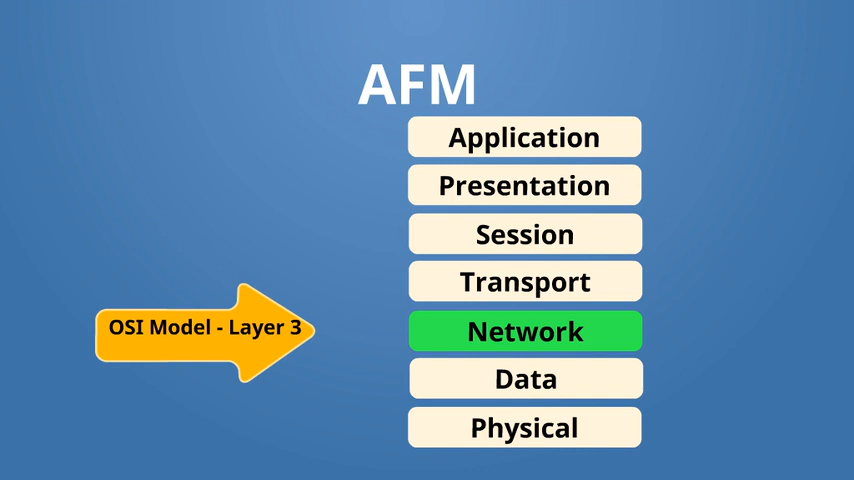 AFM
Application
Presentation
Session
Transport
OSI Model - Layer 3
Network
Data
Physical